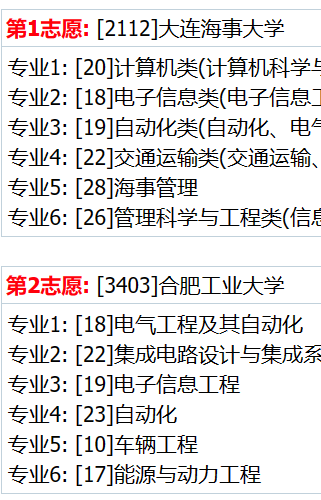 第1志愿: [2112]大连海事大学
专业1: [20]计算机类(计算机科学与
专业2: [18]电子信息类(电子信息工
专业3: [19]自动化类(自动化、电气
专业4: [22]交通运输类(交通运输、
专业5: [28]海事管理
专业6: [26]管理科学与工程类(信息
第2志愿: [3403]合肥工业大学
专业1: [18]电气工程及其自动化
专业2: [22]集成电路设计与集成系
专业3: [19]电子信息工程
专业4: [23]自动化
专业5: [10]车辆工程
专业6: [17]能源与动力工程